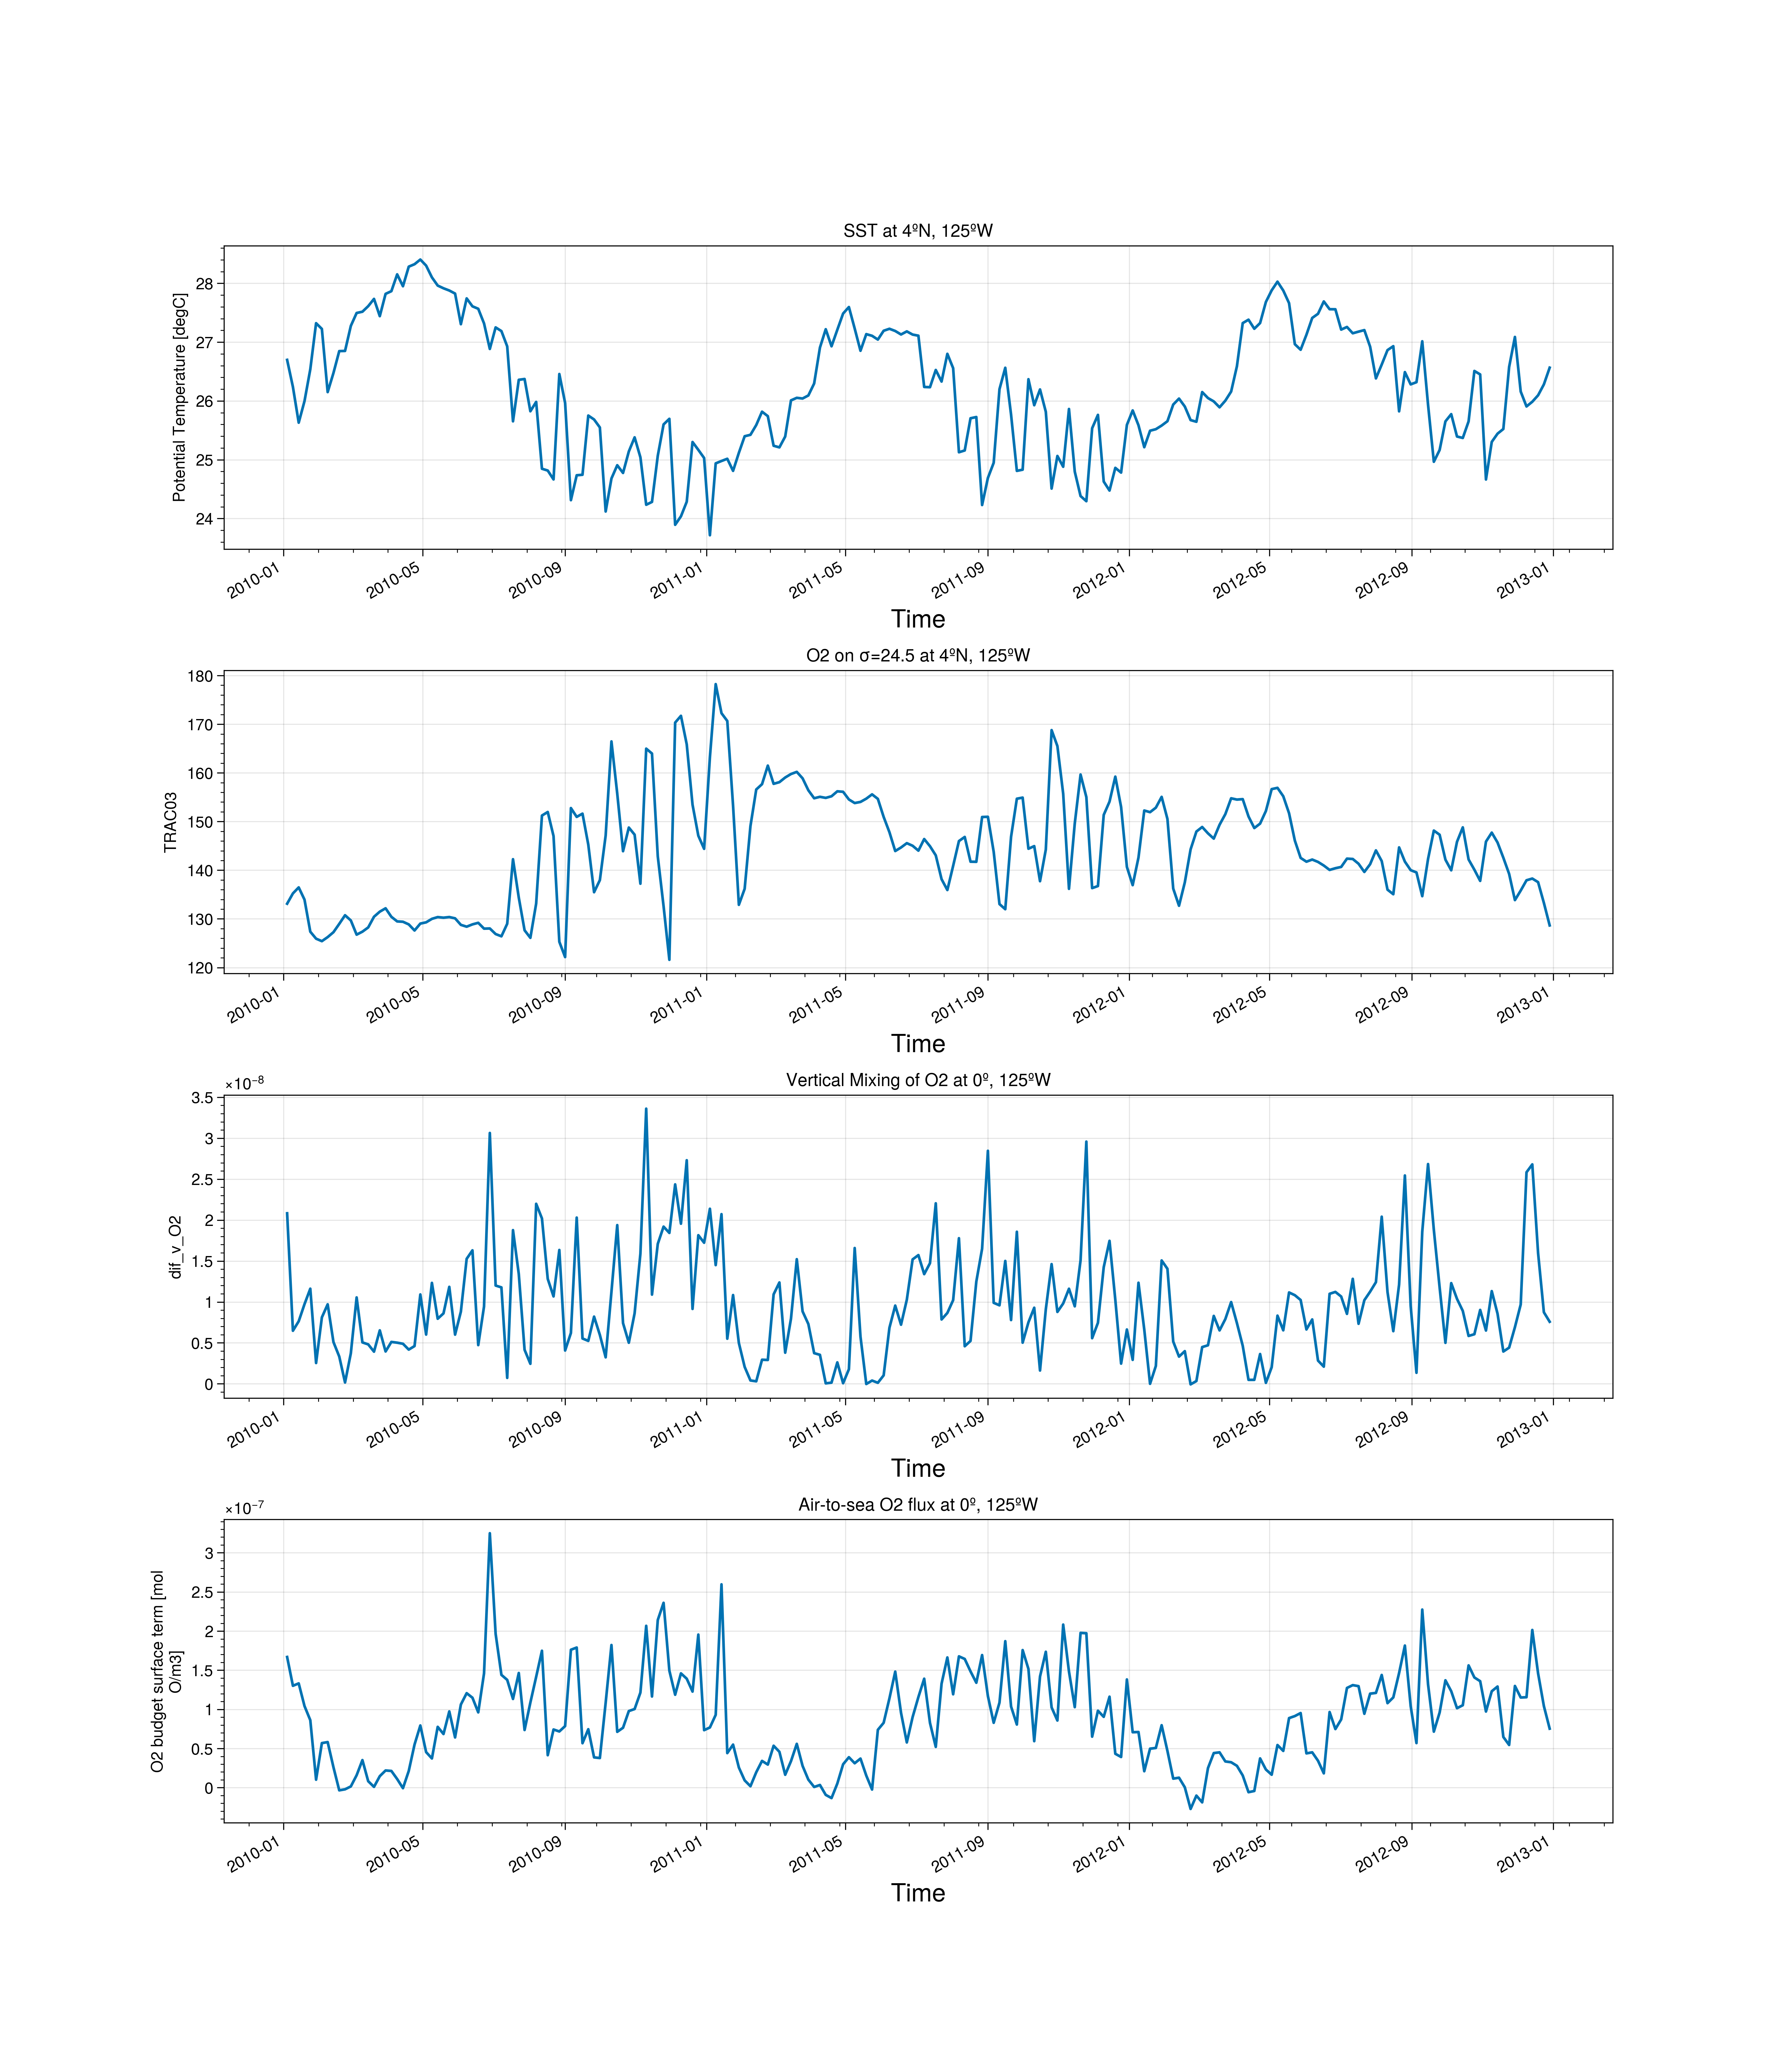 SST at 4ºN, 125ºW
Potential Temperature [degC]
28
27
26
25
24
2010-01 2010-05 2010-09 2011-01 2011-05 2011-09 2012-01 2012-05 2012-09 2013-01
Time
O2 on σ=24.5 at 4ºN, 125ºW
TRAC03
180
170
160
150
140
130
120
2010-01 2010-05 2010-09 2011-01 2011-05 2011-09 2012-01 2012-05 2012-09 2013-01
Time
×10⁻⁸
Vertical Mixing of O2 at 0º, 125ºW
dif_v_O2
3.5
3
2.5
2
1.5
1
0.5
0
2010-01 2010-05 2010-09 2011-01 2011-05 2011-09 2012-01 2012-05 2012-09 2013-01
Time
×10⁻⁷
Air-to-sea O2 flux at 0º, 125ºW
O2 budget surface term [mol
O/m3]
3
2.5
2
1.5
1
0.5
0
2010-01 2010-05 2010-09 2011-01 2011-05 2011-09 2012-01 2012-05 2012-09 2013-01
Time